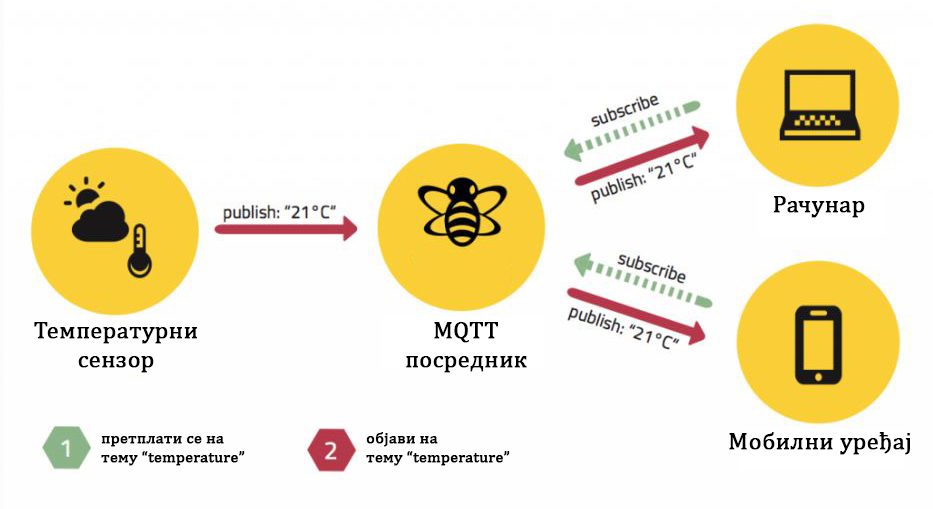 subscribe
publish: “21°C”
Рачунар
publish: “21°C“
subscribe
publish: “21°C“
Температурни
сензор
MQTT
посредник
Мобилни уређај
1
претплати се на
тему “temperature”
2
објави на
тему “temperature”